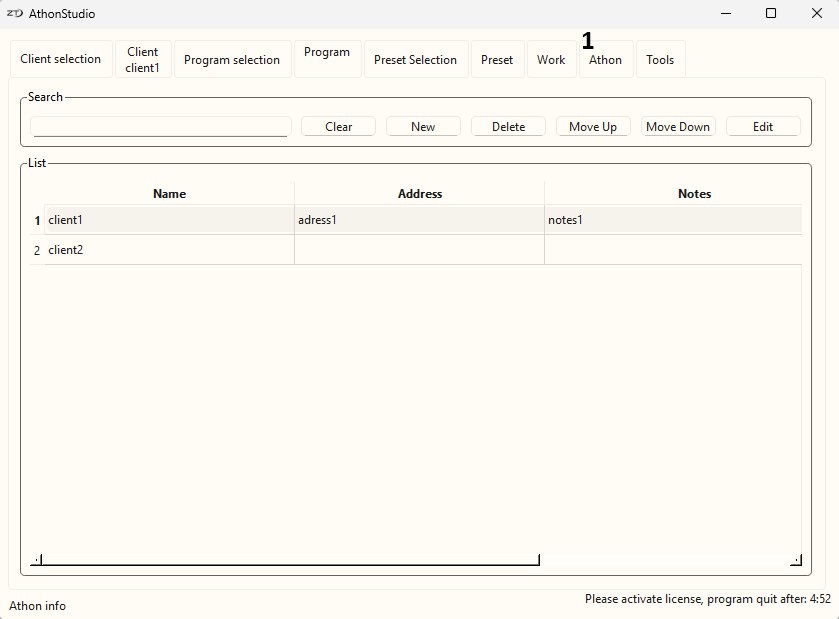 ZTD AthonStudio
1
Client selection
Client
client1
Program selection
Program
Preset Selection
Preset
Work
Athon
Tools
Search
Clear
New
Delete
Move Up
Move Down
Edit
List
Name Address Notes
1 client1 adress1 notes1
2 client2
Athon info
Please activate license, program quit after: 4:52